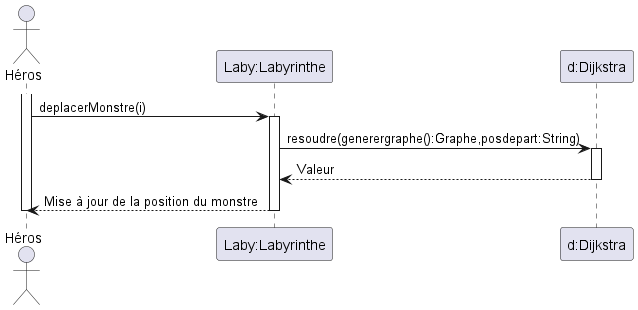 Héros
Laby:Labyrinthe
d:Dijkstra
deplacerMonstre(i)
resoudre(generergraphe():Graphe,posdepart:String)
Valeur
Mise à jour de la position du monstre
Héros
Laby:Labyrinthe
d:Dijkstra